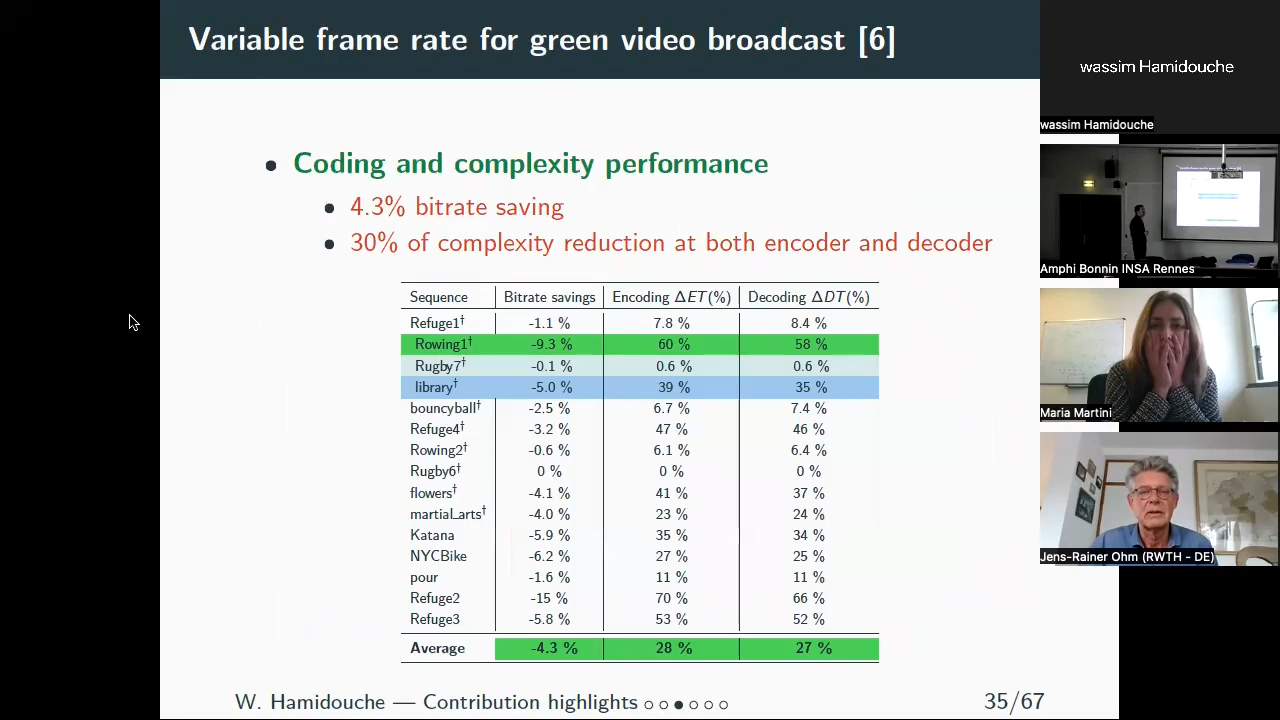 Variable frame rate for green video broadcast [6]
• Coding and complexity performance
• 4.3% bitrate saving
• 30% of complexity reduction at both encoder and decoder
Sequence Bitrate savings Encoding ΔET(%) Decoding ΔDT(%)
Refuge1† -1.1 % 7.8 % 8.4 %
Rowing1† -9.3 % 60 % 58 %
Rugby7† -0.1 % 0.6 % 0.6 %
library† -5.0 % 39 % 35 %
bouncyball† -2.5 % 6.7 % 7.4 %
Refuge4† -3.2 % 47 % 46 %
Rowing2† -0.6 % 6.1 % 6.4 %
Rugby6† 0 % 0 % 0 %
flowers† -4.1 % 41 % 37 %
martial_arts† -4.0 % 23 % 24 %
Katana -5.9 % 35 % 34 %
NYCBike -6.2 % 27 % 25 %
pour -1.6 % 11 % 11 %
Refuge2 -15 % 70 % 66 %
Refuge3 -5.8 % 53 % 52 %
Average -4.3 % 28 % 27 %
W. Hamidouche — Contribution highlights 35/67
wassim Hamidouche
wassim Hamidouche
Amphi Bonnin INSA Rennes
Maria Martini
Jens-Rainer Ohm (RWTH - DE)